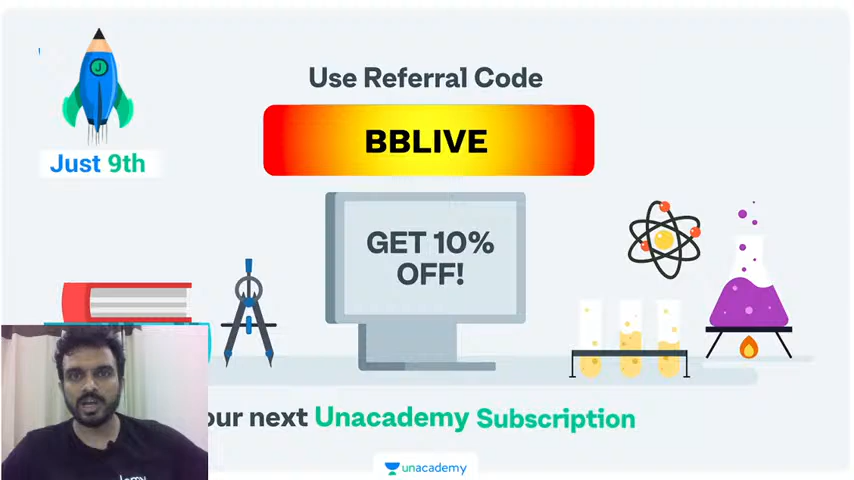 Use Referral Code
J
BBLIVE
Just 9th
GET 10%
OFF!
our next Unacademy Subscription
unacademy